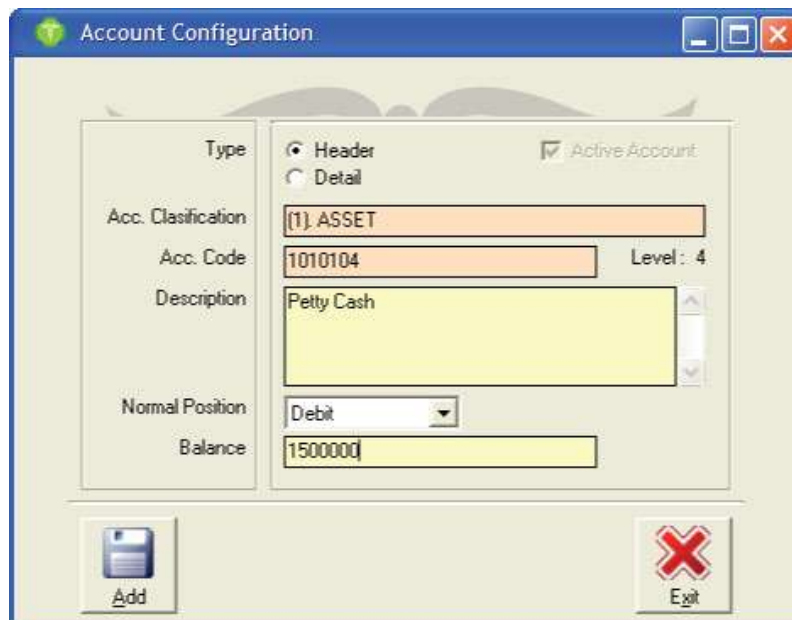 Account Configuration
Type
Header
Active Account
Detail
Acc. Clasification
(1). ASSET
Acc. Code
1010104
Level : 4
Description
Petty Cash
Normal Position
Debit
Balance
1500000
Add
Exit